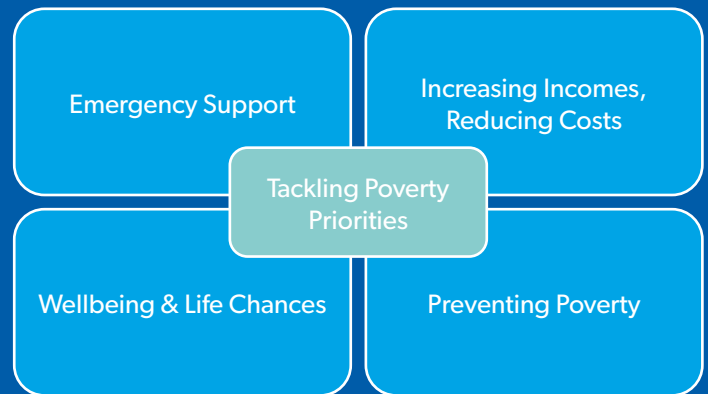 Emergency Support
Increasing Incomes,
Reducing Costs
Tackling Poverty
Priorities
Wellbeing & Life Chances
Preventing Poverty